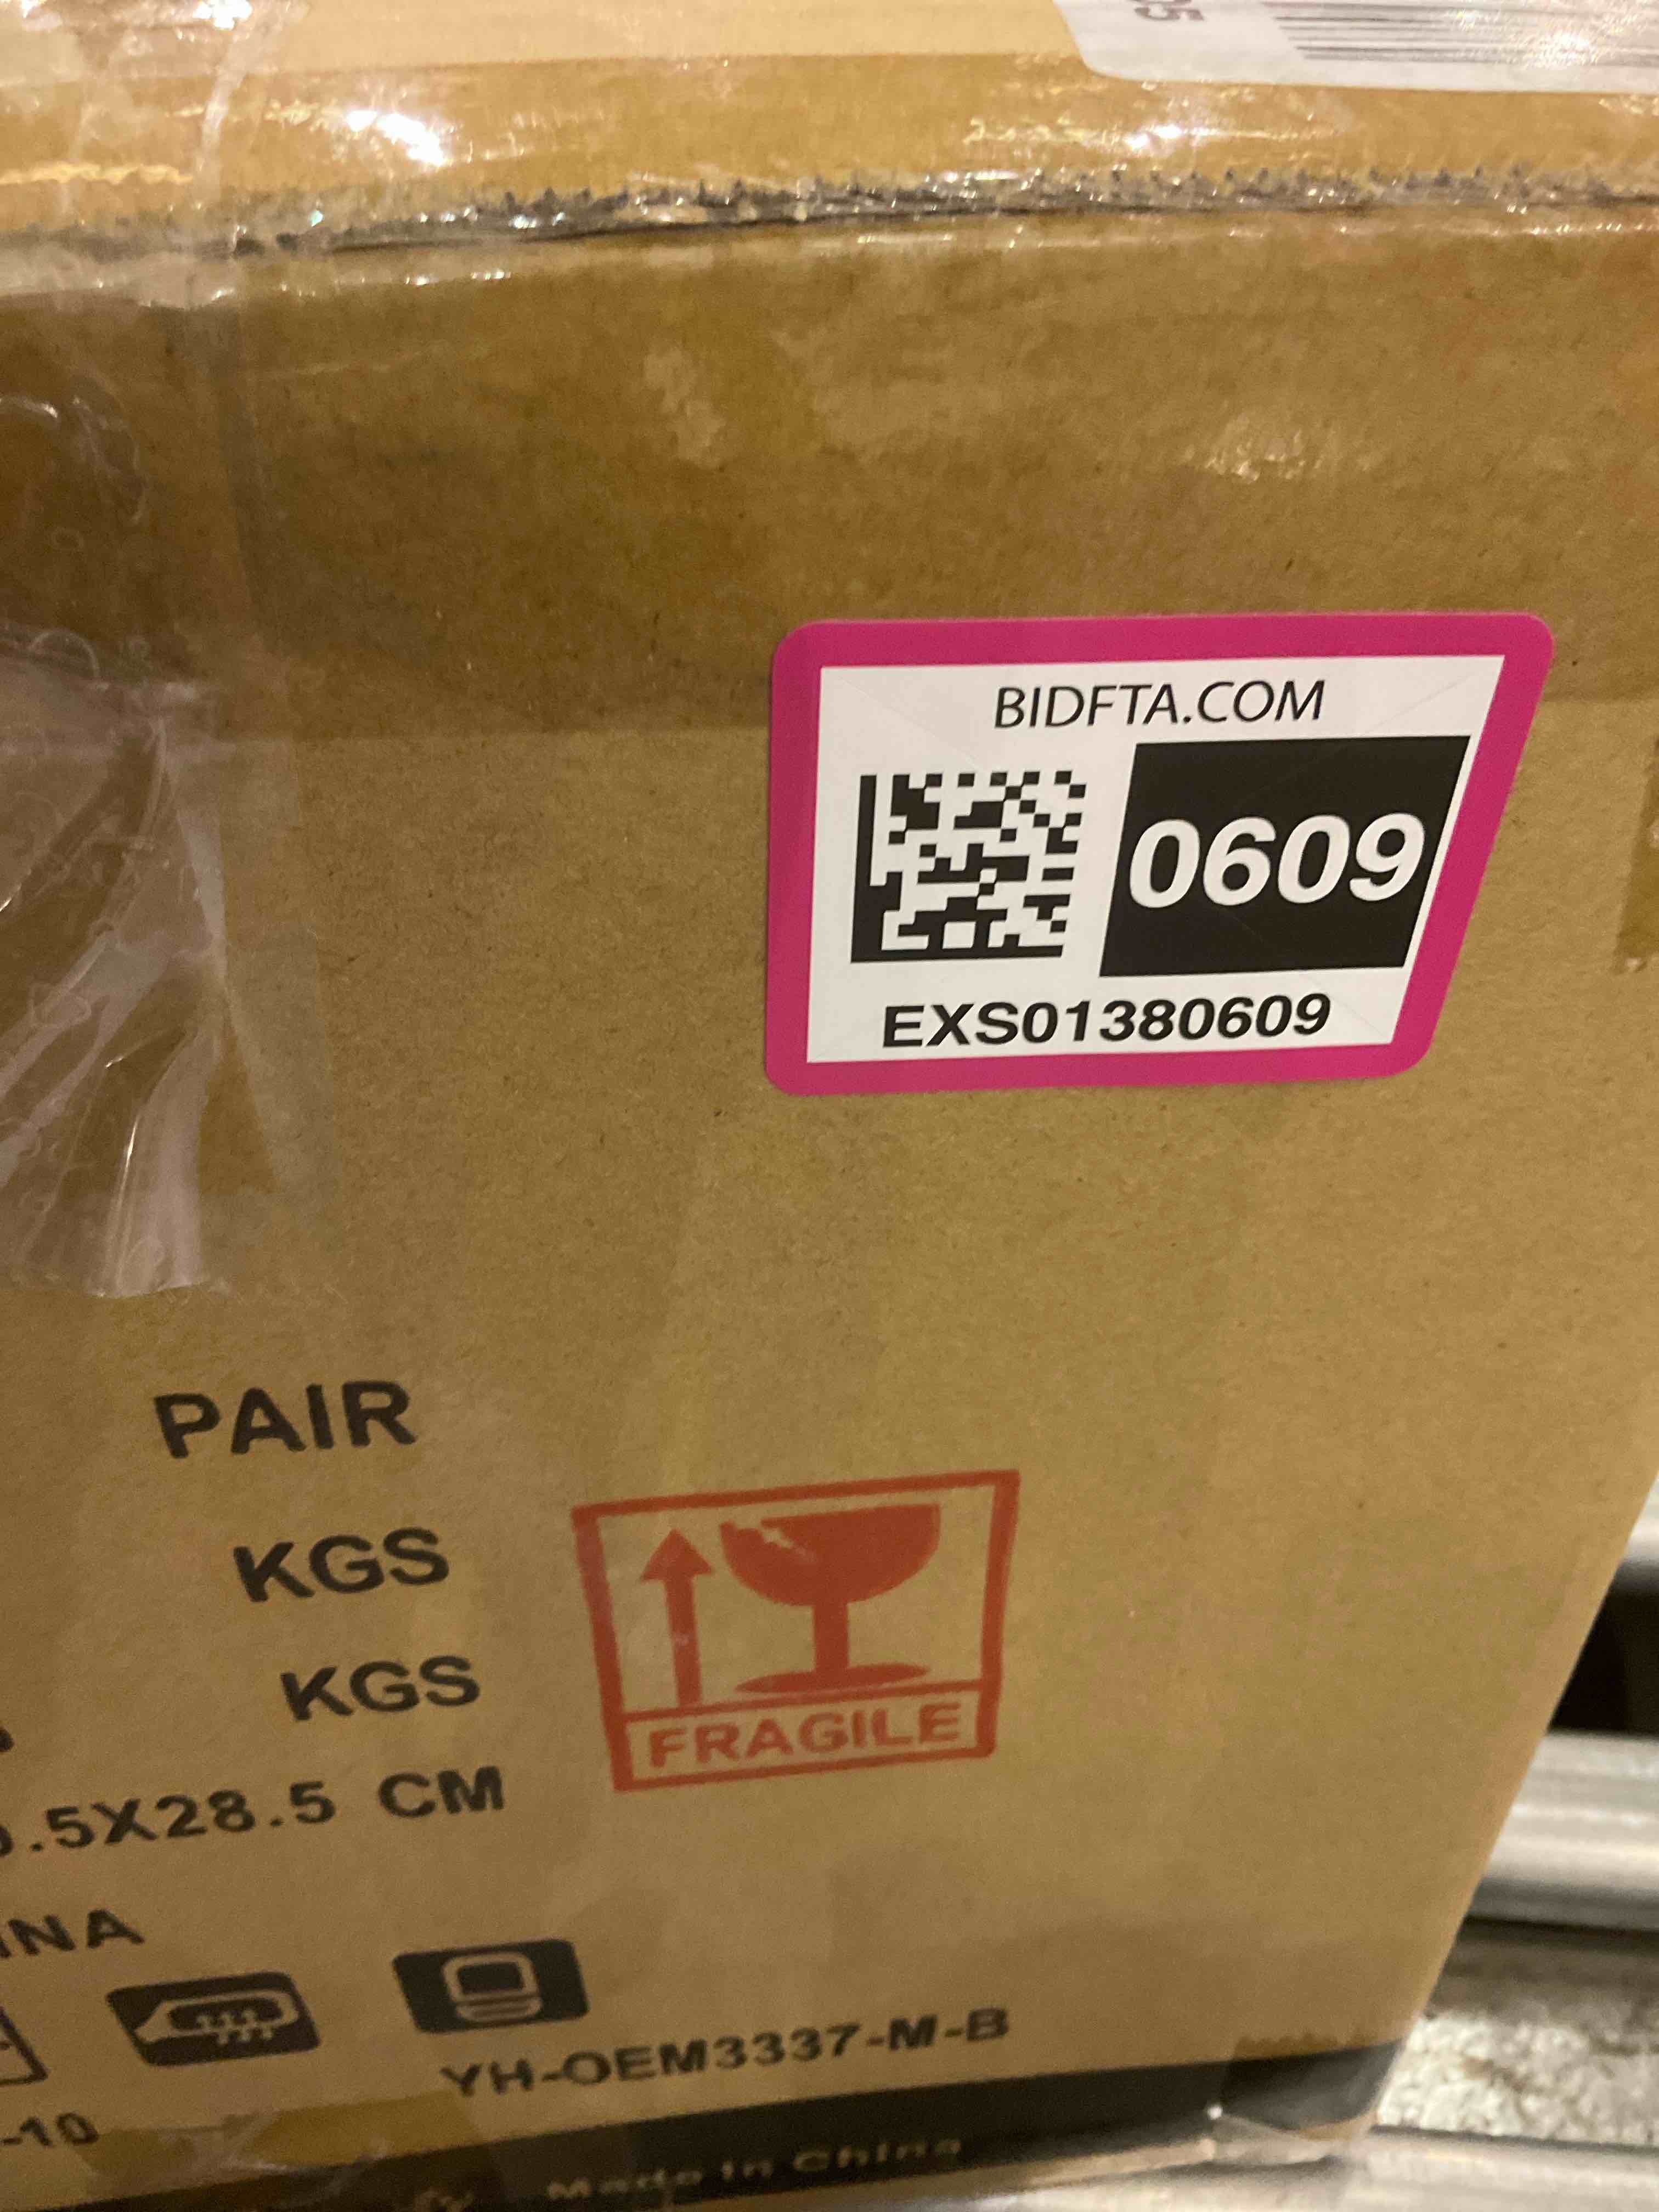 BIDFTA.COM
0609
EXS01380609
PAIR
KGS
KGS
FRAGILE
.5X28.5 CM
INA
YH-OEM3337-M-B
-10
Made in China